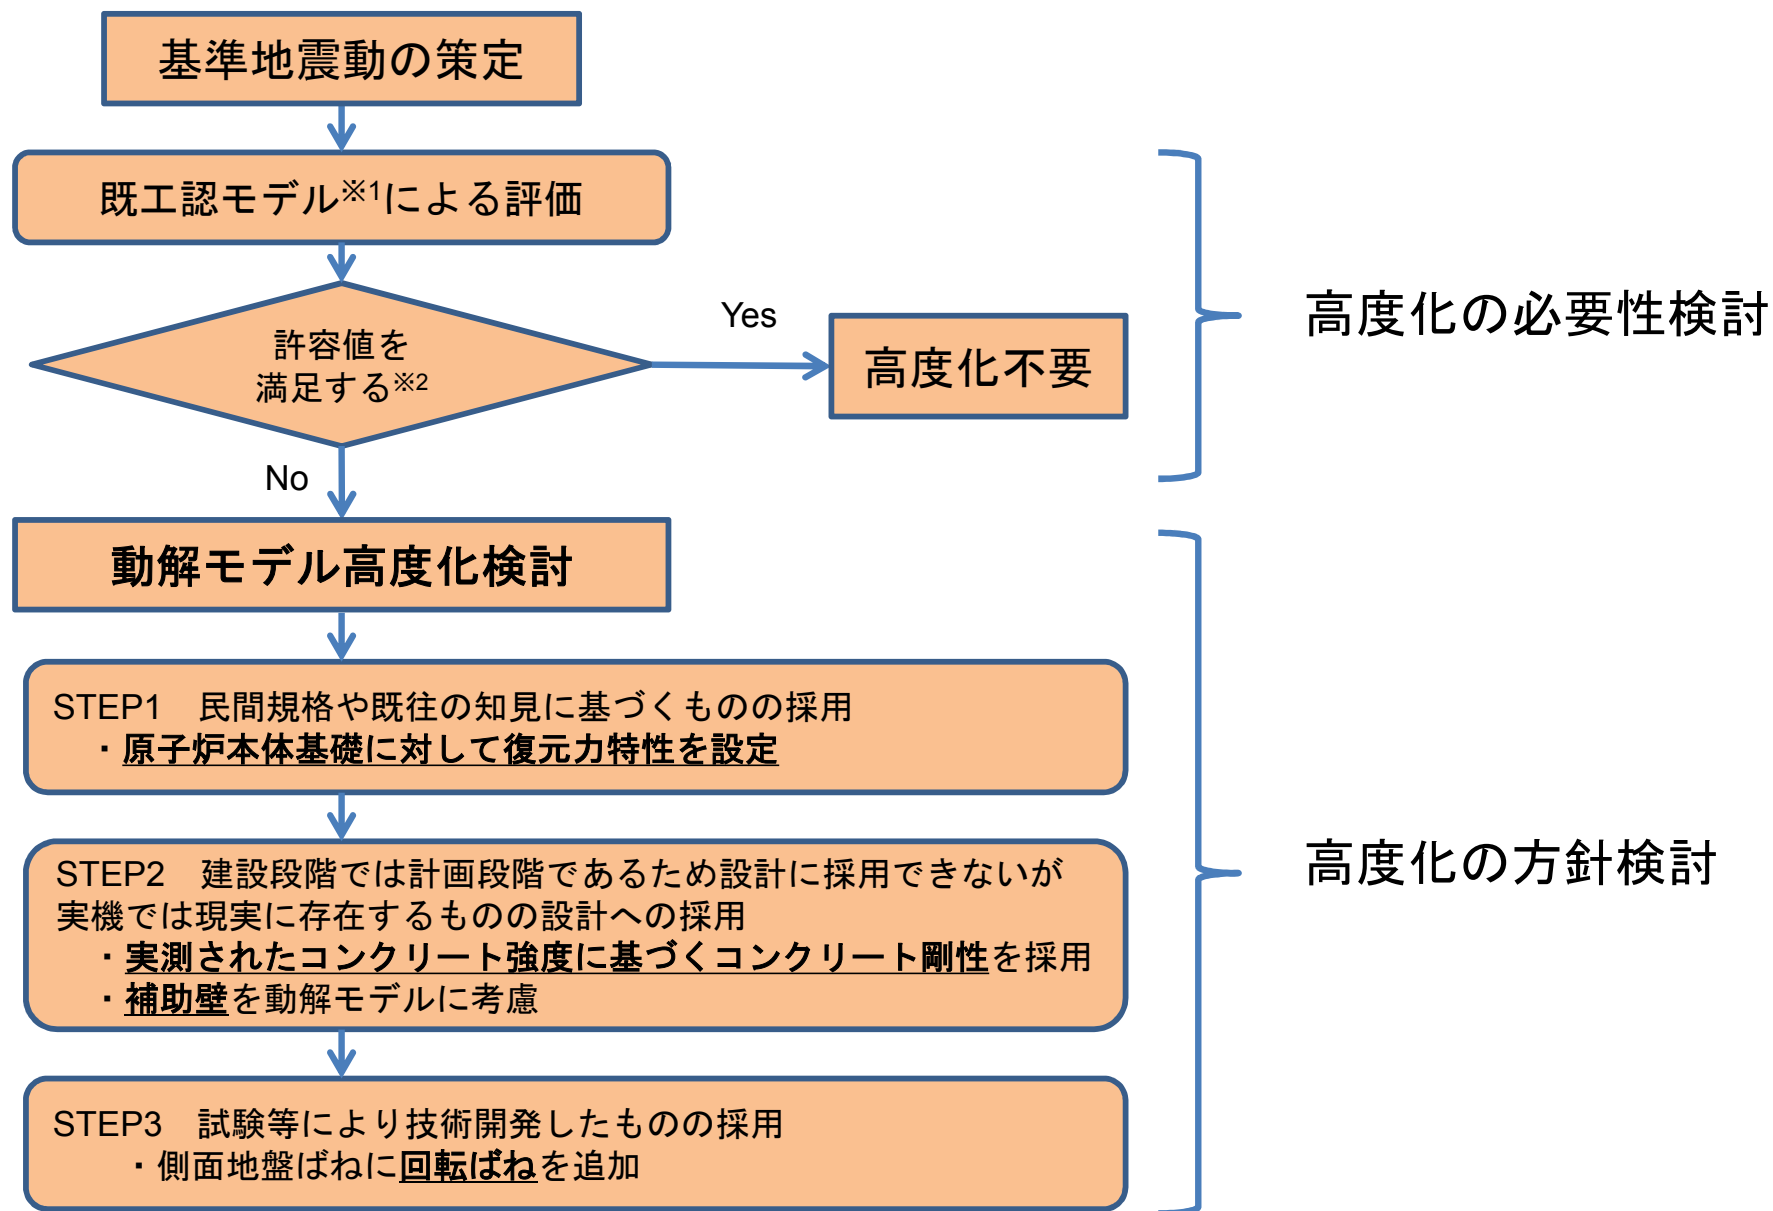 基準地震動の策定
既工認モデル※1による評価
許容値を
満足する※2
Yes
高度化不要
高度化の必要性検討
No
動解モデル高度化検討
STEP1　民間規格や既往の知見に基づくものの採用
・原子炉本体基礎に対して復元力特性を設定
STEP2　建設段階では計画段階であるため設計に採用できないが
実機では現実に存在するものの設計への採用
・実測されたコンクリート強度に基づくコンクリート剛性を採用
・補助壁を動解モデルに考慮
高度化の方針検討
STEP3　試験等により技術開発したものの採用
・側面地盤ばねに回転ばねを追加